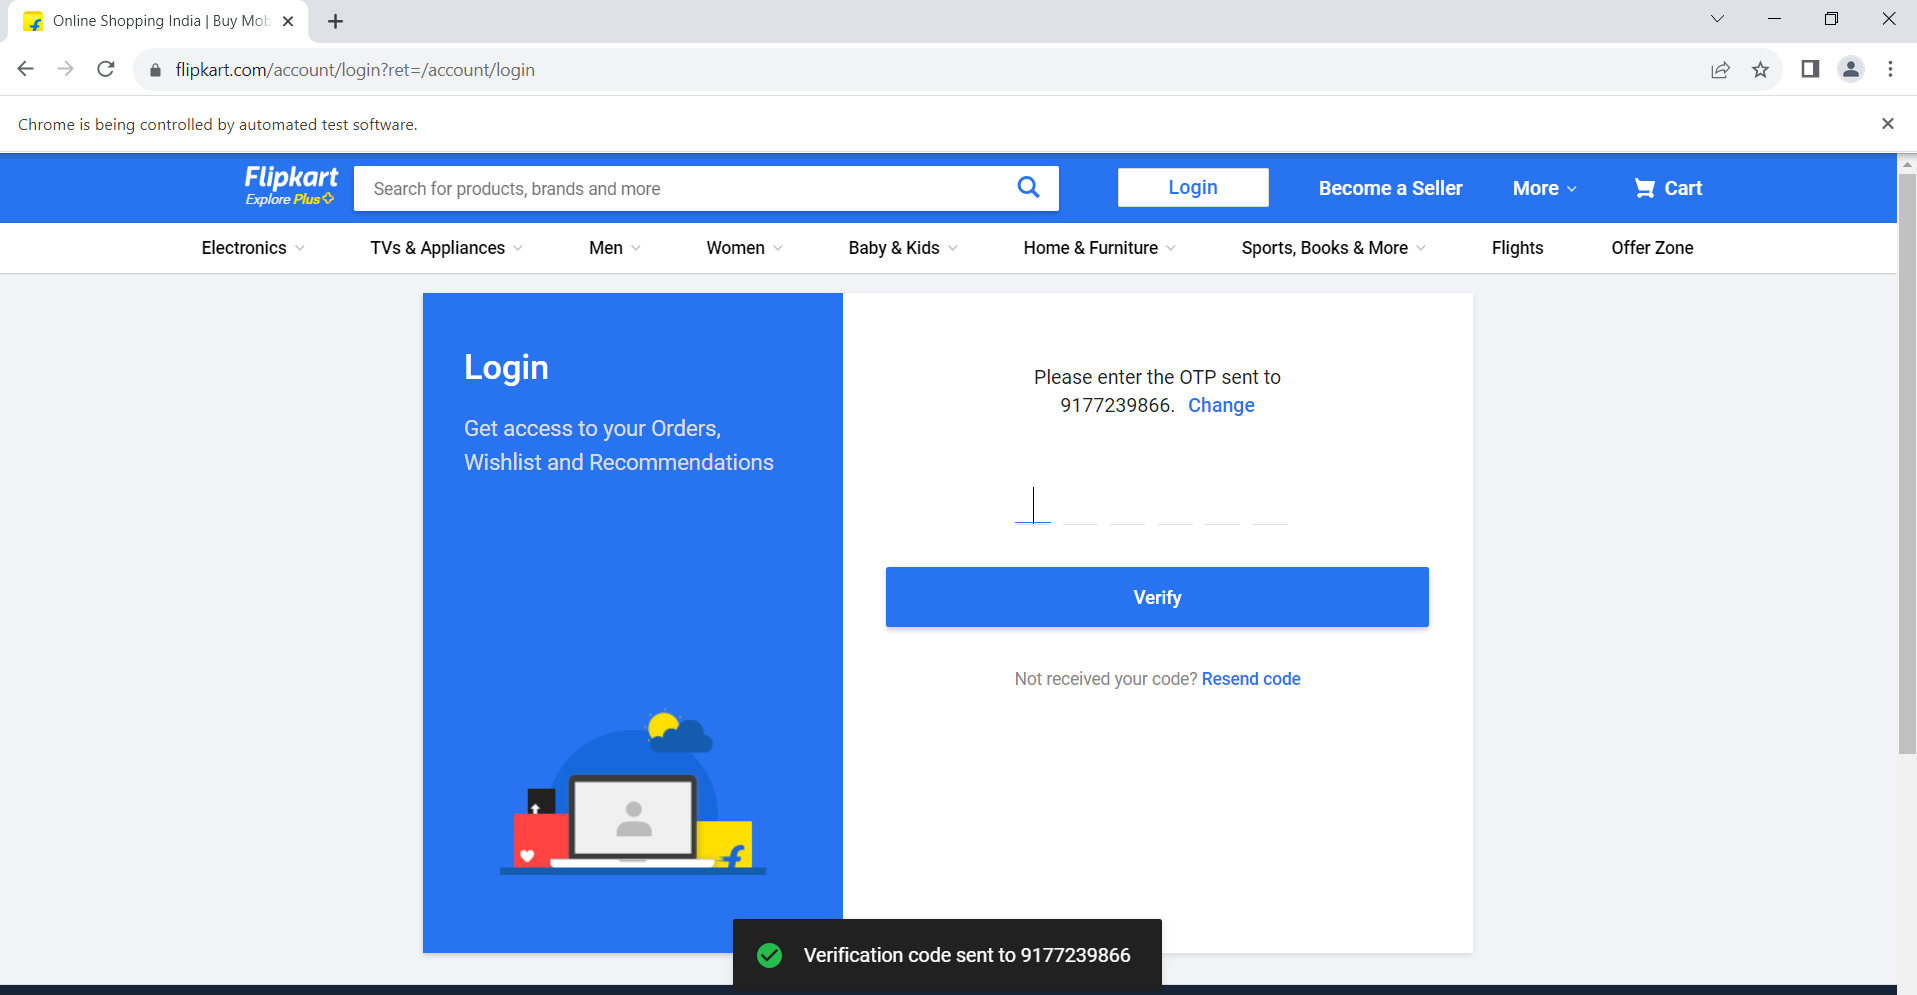 Online Shopping India | Buy Mob
flipkart.com/account/login?ret=/account/login
Chrome is being controlled by automated test software.
Flipkart
Explore Plus
Search for products, brands and more
Login
Become a Seller
More
Cart
Electronics
TVs & Appliances
Men
Women
Baby & Kids
Home & Furniture
Sports, Books & More
Flights
Offer Zone
Login
Get access to your Orders,
Wishlist and Recommendations
Please enter the OTP sent to
9177239866. Change
Verify
Not received your code? Resend code
Verification code sent to 9177239866